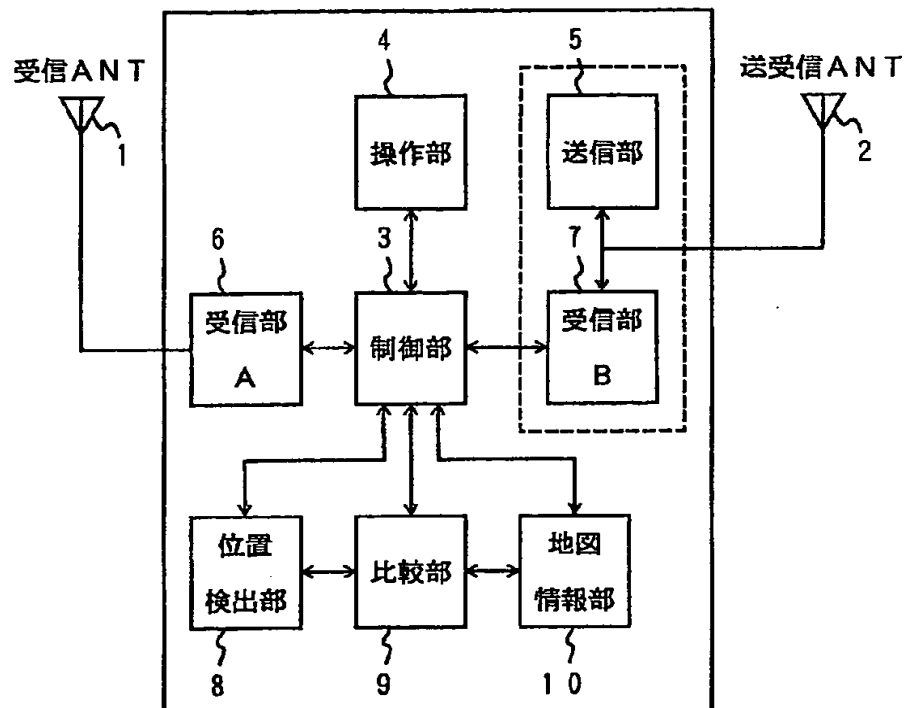 受信ANT
1
送受信ANT
2
4
操作部
5
送信部
6
受信部
A
3
制御部
7
受信部
B
位置
検出部
8
比較部
9
地図
情報部
10